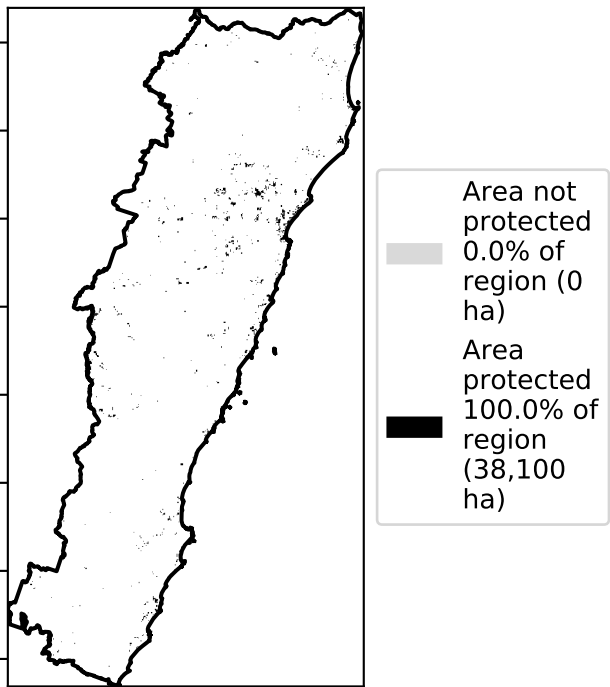 Area not
protected
0.0% of
region (0
ha)
Area
protected
100.0% of
region
(38,100
ha)